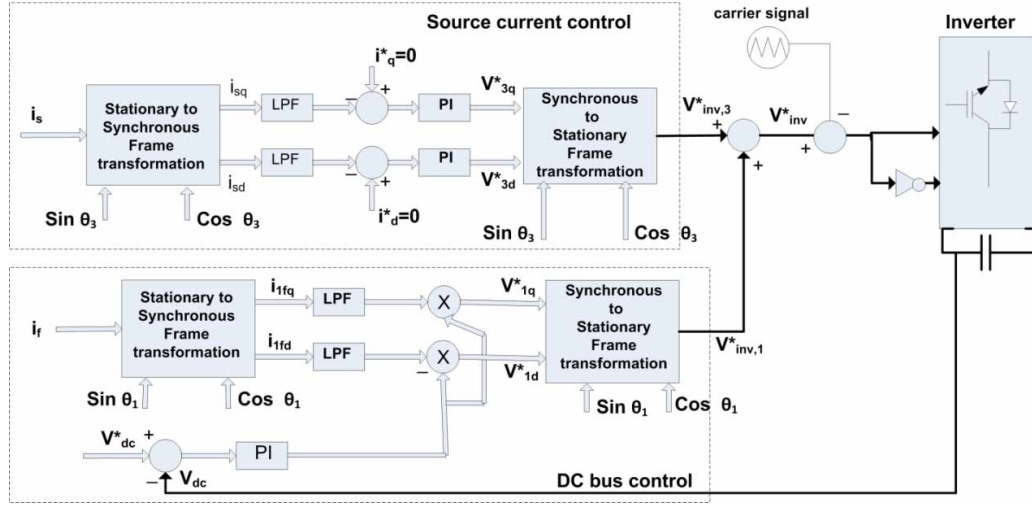 Source current control
carrier signal
Inverter
i*q=0
isq
LPF
PI
V*3q
is
Stationary to
Synchronous
Frame
transformation
Synchronous
to
Stationary
Frame
transformation
V*inv,3
V*inv
isd
LPF
PI
V*3d
i*d=0
Sin θ3
Cos θ3
Sin θ3
Cos θ3
+
−
+
−
+
+
+
−
i1fq
LPF
X
V*1q
if
Stationary to
Synchronous
Frame
transformation
Synchronous
to
Stationary
Frame
transformation
i1fd
LPF
−
X
V*1d
V*inv,1
Sin θ1
Cos θ1
Sin θ1
Cos θ1
V*dc
+
−
PI
Vdc
DC bus control